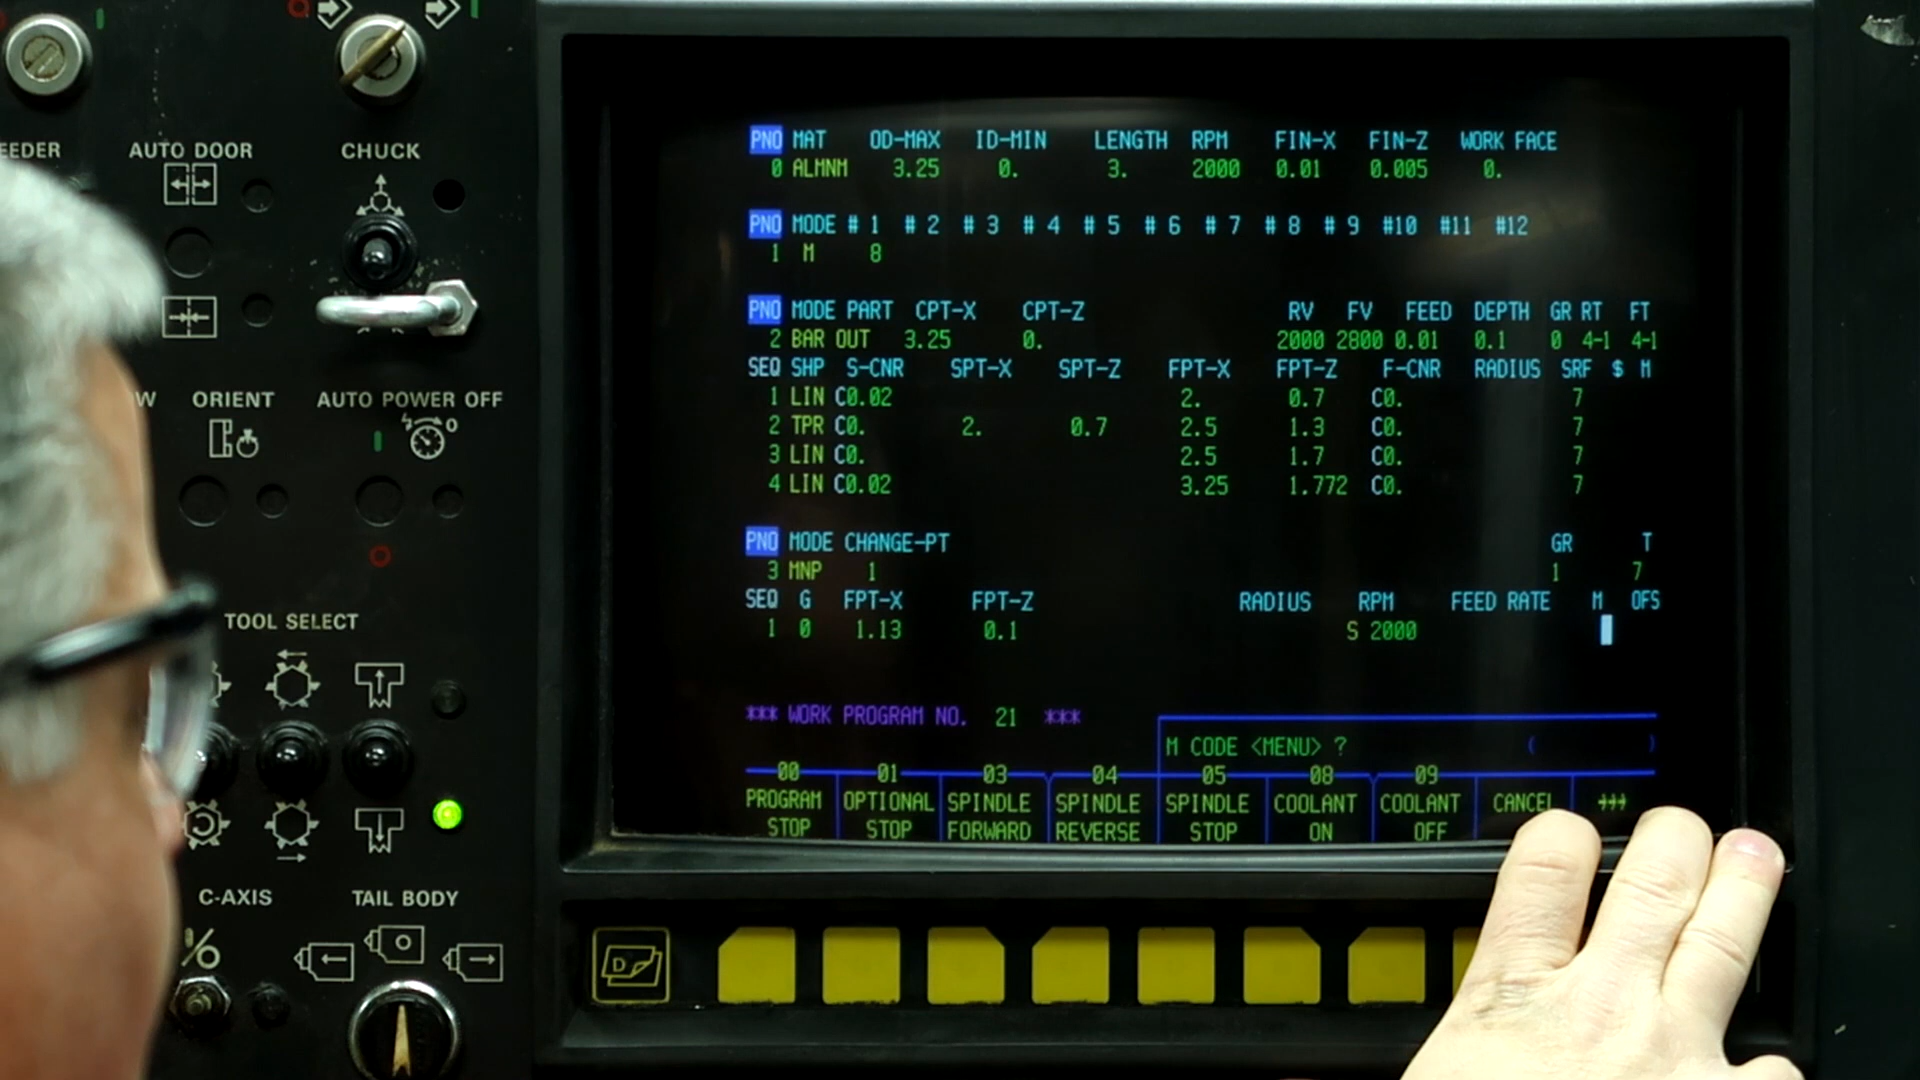 EEDER AUTO DOOR CHUCK
W ORIENT AUTO POWER OFF
TOOL SELECT
C-AXIS TAIL BODY
PNO MAT OD-MAX ID-MIN LENGTH RPM FIN-X FIN-Z WORK FACE
0 ALMNM 3.25 0. 3. 2000 0.01 0.005 0.
PNO MODE # 1 # 2 # 3 # 4 # 5 # 6 # 7 # 8 # 9 #10 #11 #12
1 M 8
PNO MODE PART CPT-X CPT-Z RV FV FEED DEPTH GR RT FT
2 BAR OUT 3.25 0. 2000 2800 0.01 0.1 0 4-1 4-1
SEQ SHP S-CNR SPT-X SPT-Z FPT-X FPT-Z F-CNR RADIUS SRF $ M
1 LIN C0.02 2. 0.7 C0. 7
2 TPR C0. 2. 0.7 2.5 1.3 C0. 7
3 LIN C0. 2.5 1.7 C0. 7
4 LIN C0.02 3.25 1.772 C0. 7
PNO MODE CHANGE-PT GR T
3 MNP 1 1 7
SEQ G FPT-X FPT-Z RADIUS RPM FEED RATE M OFS
1 0 1.13 0.1 S 2000
*** WORK PROGRAM NO. 21 ***
M CODE <MENU> ? ( )
00 01 03 04 05 08 09
PROGRAM OPTIONAL SPINDLE SPINDLE SPINDLE COOLANT COOLANT CANCEL →→→
STOP STOP FORWARD REVERSE STOP ON OFF
D